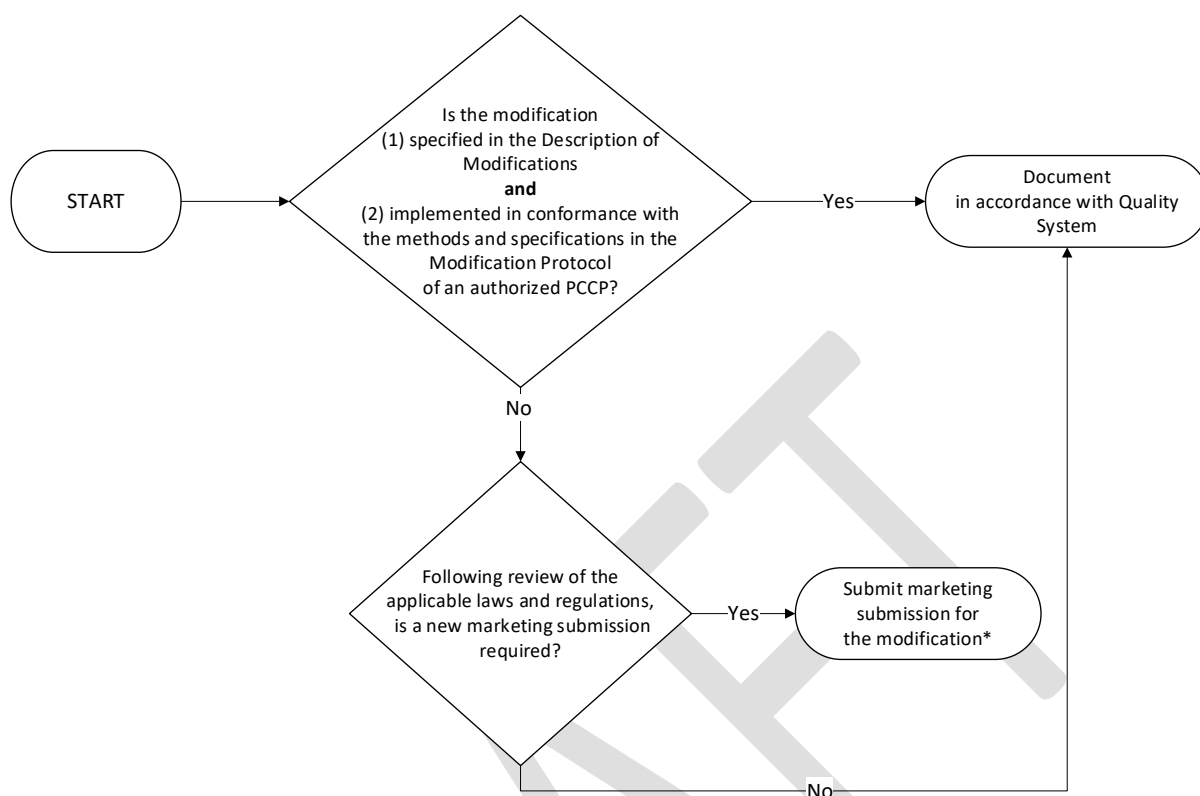 Is the modification
(1) specified in the Description of
Modifications
and
(2) implemented in conformance with
the methods and specifications in the
Modification Protocol
of an authorized PCCP?
START
Yes
Document
in accordance with Quality
System
No
Following review of the
applicable laws and regulations,
is a new marketing submission
required?
Yes
Submit marketing
submission for
the modification*
No